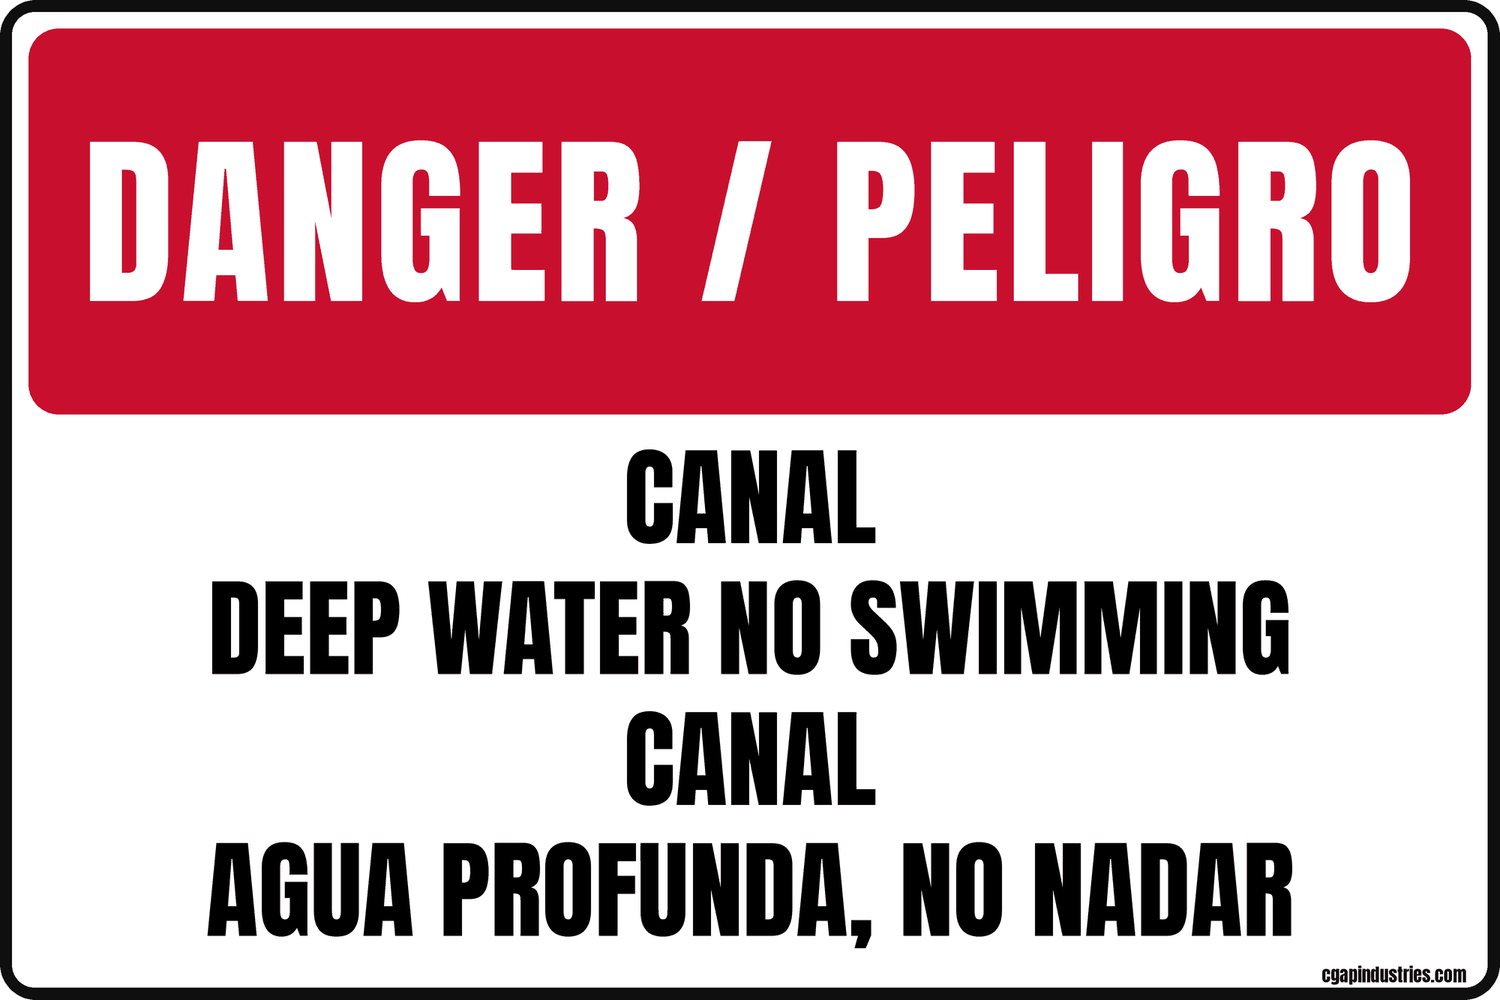 DANGER / PELIGRO
CANAL
DEEP WATER NO SWIMMING
CANAL
AGUA PROFUNDA, NO NADAR
cgapindustries.com